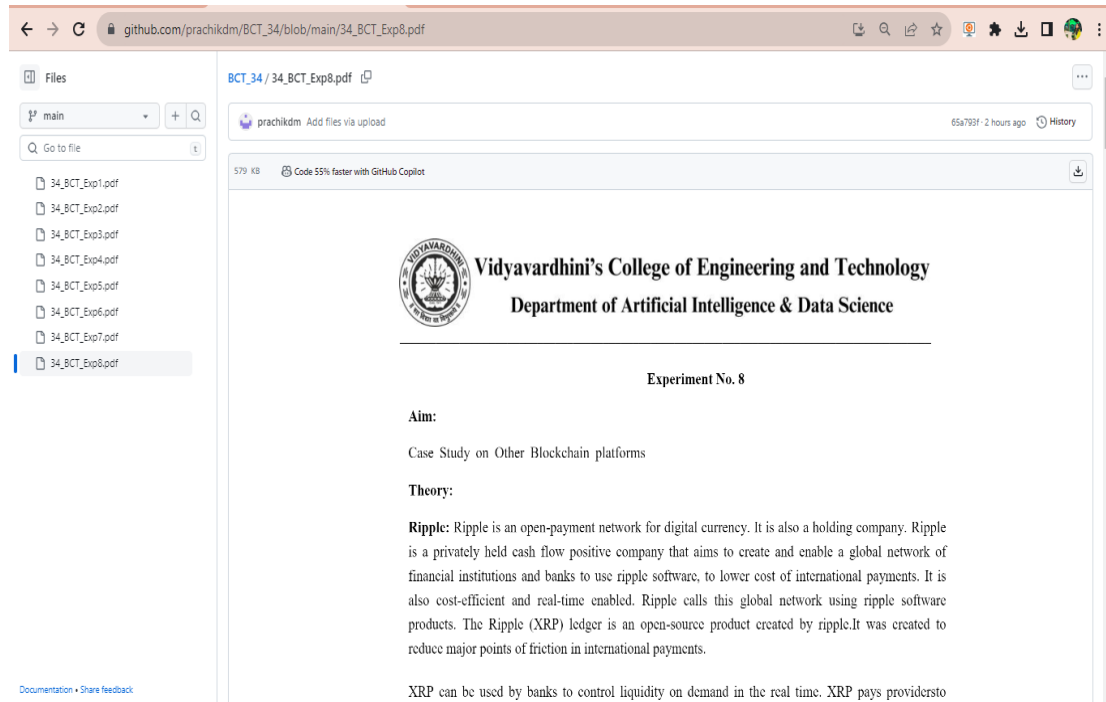 github.com/prachikdm/BCT_34/blob/main/34_BCT_Exp8.pdf
Files
main
Go to file
t
34_BCT_Exp1.pdf
34_BCT_Exp2.pdf
34_BCT_Exp3.pdf
34_BCT_Exp4.pdf
34_BCT_Exp5.pdf
34_BCT_Exp6.pdf
34_BCT_Exp7.pdf
34_BCT_Exp8.pdf
Documentation • Share feedback
BCT_34 / 34_BCT_Exp8.pdf
prachikdm Add files via upload
65a793f · 2 hours ago
History
579 KB
Code 55% faster with GitHub Copilot
VIDYAVARDHINI
Vidyavardhini's College of Engineering and Technology
Department of Artificial Intelligence & Data Science
Experiment No. 8
Aim:
Case Study on Other Blockchain platforms
Theory:
Ripple: Ripple is an open-payment network for digital currency. It is also a holding company. Ripple
is a privately held cash flow positive company that aims to create and enable a global network of
financial institutions and banks to use ripple software, to lower cost of international payments. It is
also cost-efficient and real-time enabled. Ripple calls this global network using ripple software
products. The Ripple (XRP) ledger is an open-source product created by ripple.It was created to
reduce major points of friction in international payments.
XRP can be used by banks to control liquidity on demand in the real time. XRP pays providersto